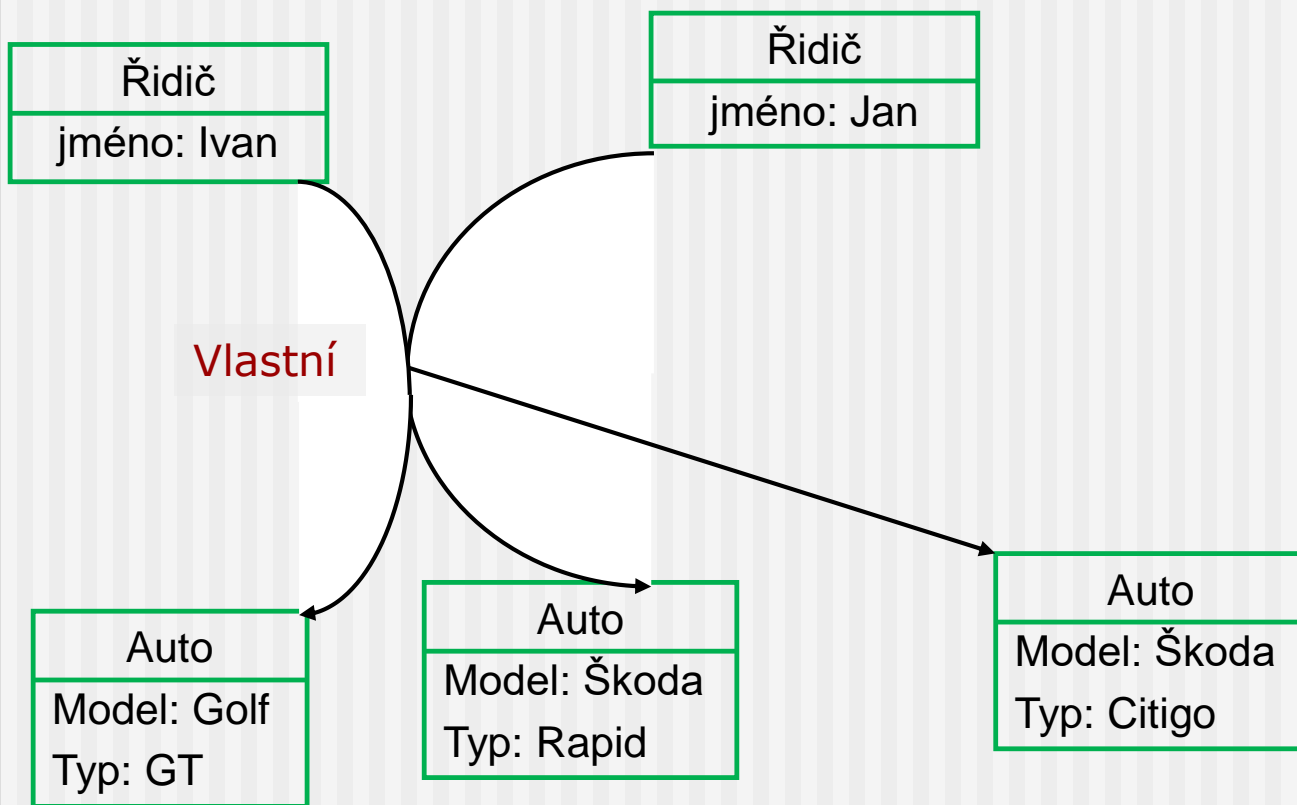 Řidič
jméno: Ivan
Řidič
jméno: Jan
Vlastní
Auto
Model: Golf
Typ: GT
Auto
Model: Škoda
Typ: Rapid
Auto
Model: Škoda
Typ: Citigo